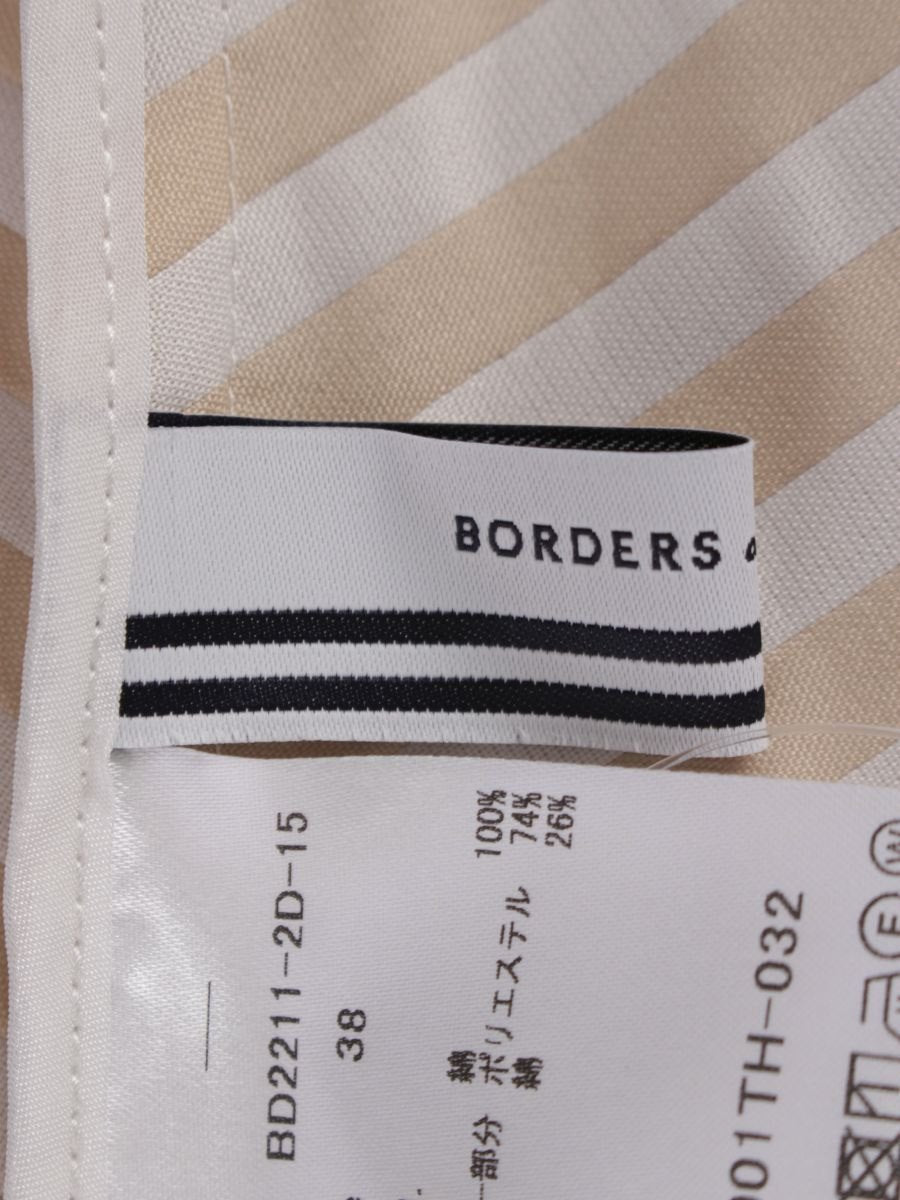 BORDERS
BD2211-2D-15
38
綿 100%
ポリエステル 74%
一部分 綿 26%
01TH-032
W
F